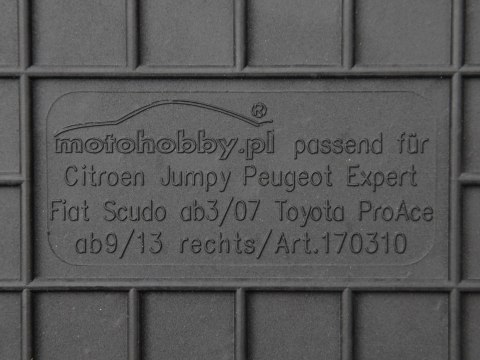 motohobby.pl® passend für
Citroen Jumpy Peugeot Expert
Fiat Scudo ab3/07 Toyota ProAce
ab9/13 rechts/Art.170310